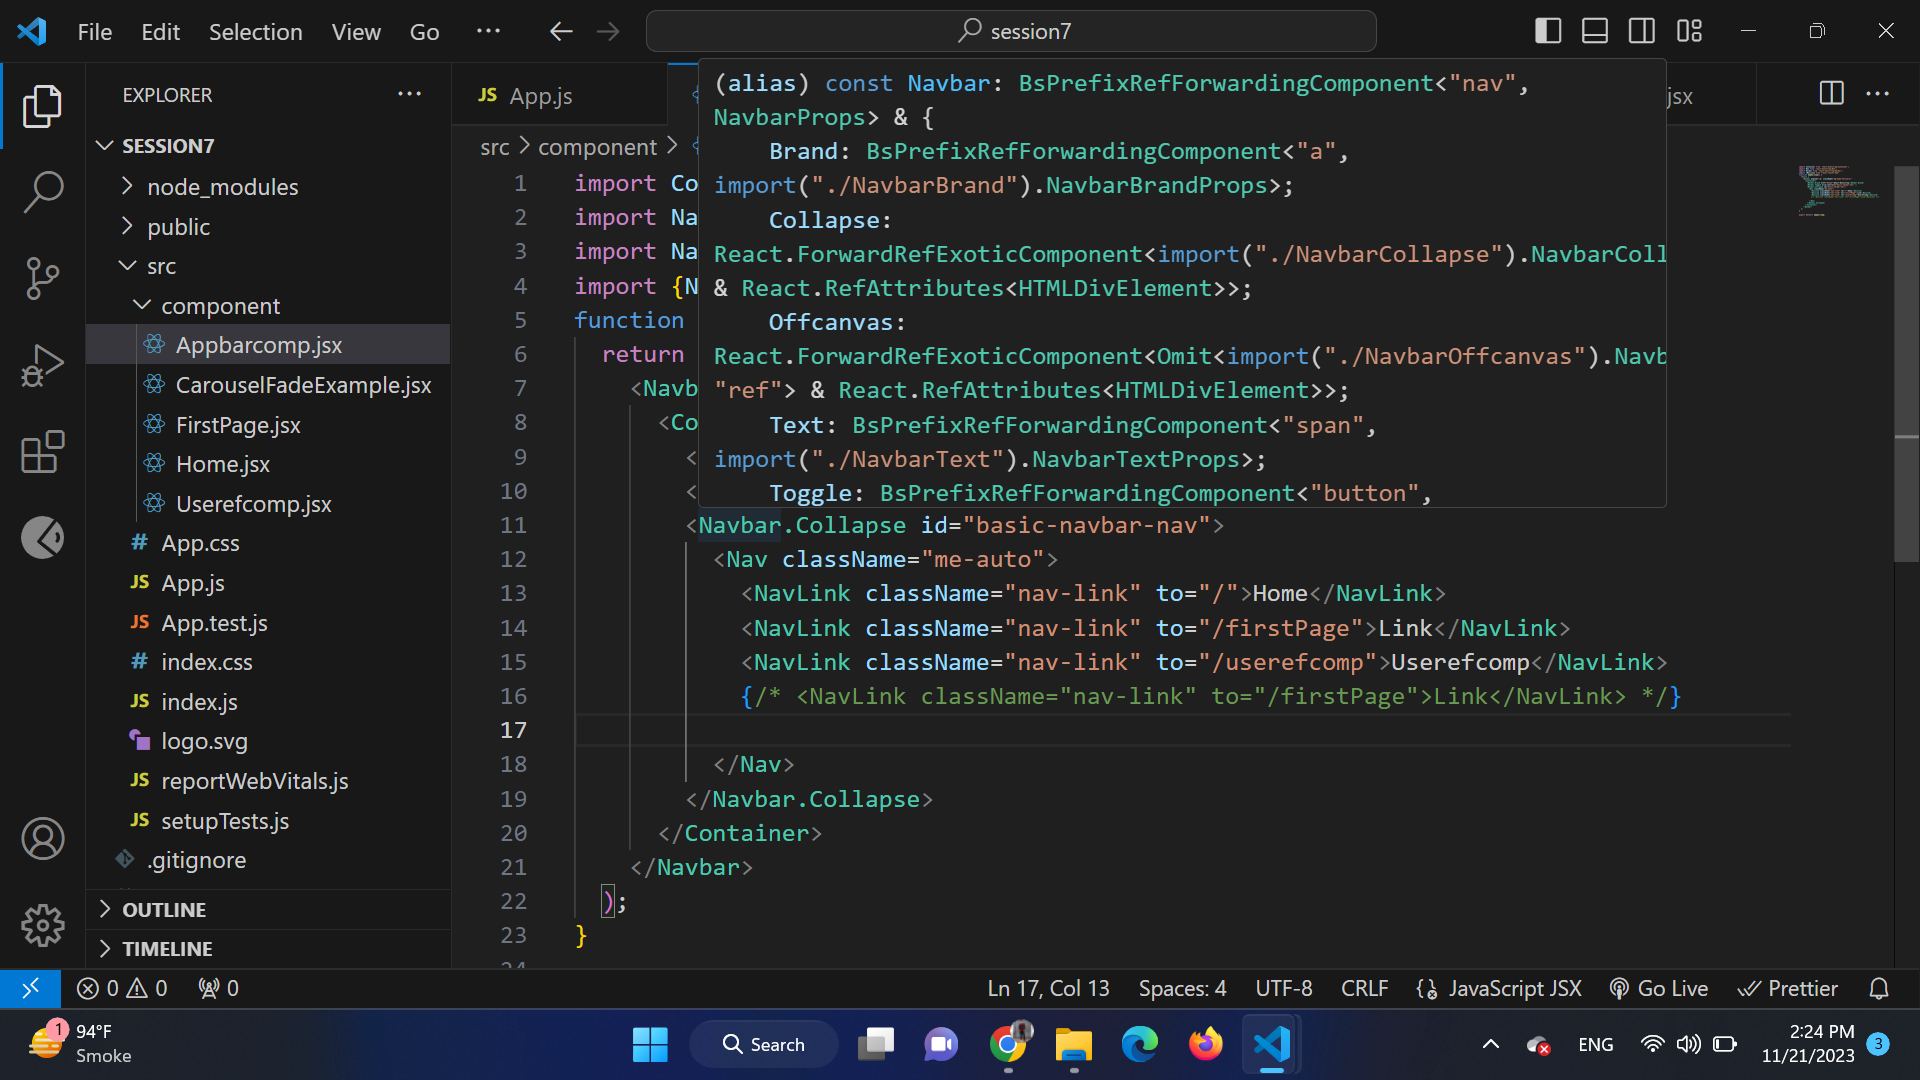 File Edit Selection View Go ··· session7
EXPLORER ···
SESSION7
node_modules
public
src
component
Appbarcomp.jsx
CarouselFadeExample.jsx
FirstPage.jsx
Home.jsx
Userefcomp.jsx
# App.css
JS App.js
JS App.test.js
# index.css
JS index.js
logo.svg
JS reportWebVitals.js
JS setupTests.js
.gitignore
OUTLINE
TIMELINE
JS App.js
jsx
src > component >
(alias) const Navbar: BsPrefixRefForwardingComponent<"nav",
NavbarProps> & {
Brand: BsPrefixRefForwardingComponent<"a",
import("./NavbarBrand").NavbarBrandProps>;
Collapse:
React.ForwardRefExoticComponent<import("./NavbarCollapse").NavbarColl
& React.RefAttributes<HTMLDivElement>>;
Offcanvas:
React.ForwardRefExoticComponent<Omit<import("./NavbarOffcanvas").Navb
"ref"> & React.RefAttributes<HTMLDivElement>>;
Text: BsPrefixRefForwardingComponent<"span",
import("./NavbarText").NavbarTextProps>;
Toggle: BsPrefixRefForwardingComponent<"button",
1 import Co
2 import Na
3 import Na
4 import {N
5 function
6 return
7 <Navb
8 <Co
9 <
10 <
11 <Navbar.Collapse id="basic-navbar-nav">
12 <Nav className="me-auto">
13 <NavLink className="nav-link" to="/">Home</NavLink>
14 <NavLink className="nav-link" to="/firstPage">Link</NavLink>
15 <NavLink className="nav-link" to="/userefcomp">Userefcomp</NavLink>
16 {/* <NavLink className="nav-link" to="/firstPage">Link</NavLink> */}
17
18 </Nav>
19 </Navbar.Collapse>
20 </Container>
21 </Navbar>
22 );
23 }
24
0 0 0 Ln 17, Col 13 Spaces: 4 UTF-8 CRLF JavaScript JSX Go Live Prettier
1 94°F
Smoke
Search
ENG
2:24 PM
11/21/2023
3